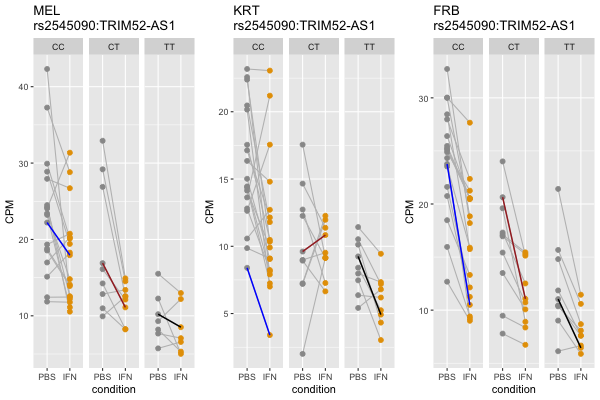 MEL
rs2545090:TRIM52-AS1
CC CT TT
40
30
20
10
CPM
PBS IFN PBS IFN PBS IFN
condition
KRT
rs2545090:TRIM52-AS1
CC CT TT
20
15
10
5
CPM
PBS IFN PBS IFN PBS IFN
condition
FRB
rs2545090:TRIM52-AS1
CC CT TT
30
20
10
CPM
PBS IFN PBS IFN PBS IFN
condition